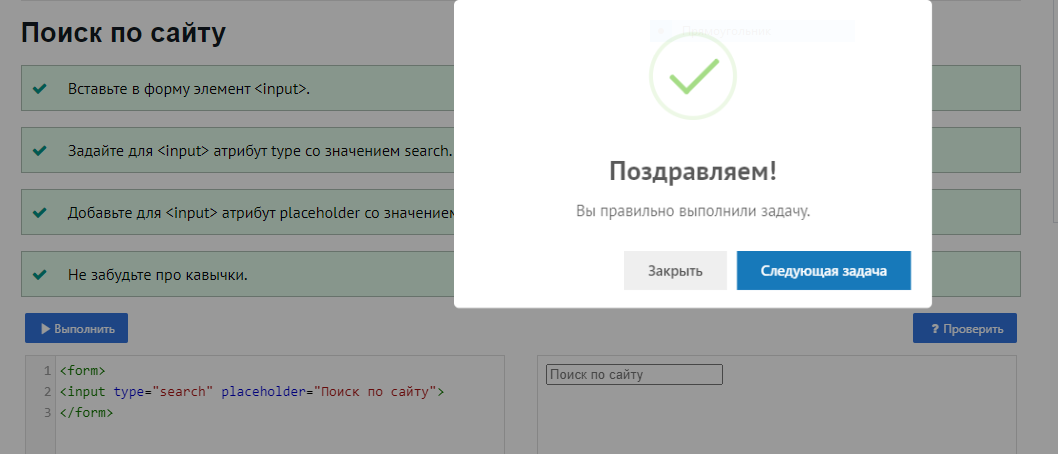 Поиск по сайту
Вставьте в форму элемент <input>.
Задайте для <input> атрибут type со значением search.
Добавьте для <input> атрибут placeholder со значением
Не забудьте про кавычки.
Поздравляем!
Вы правильно выполнили задачу.
Закрыть
Следующая задача
Выполнить
? Проверить
1 <form>
2 <input type="search" placeholder="Поиск по сайту">
3 </form>
Поиск по сайту